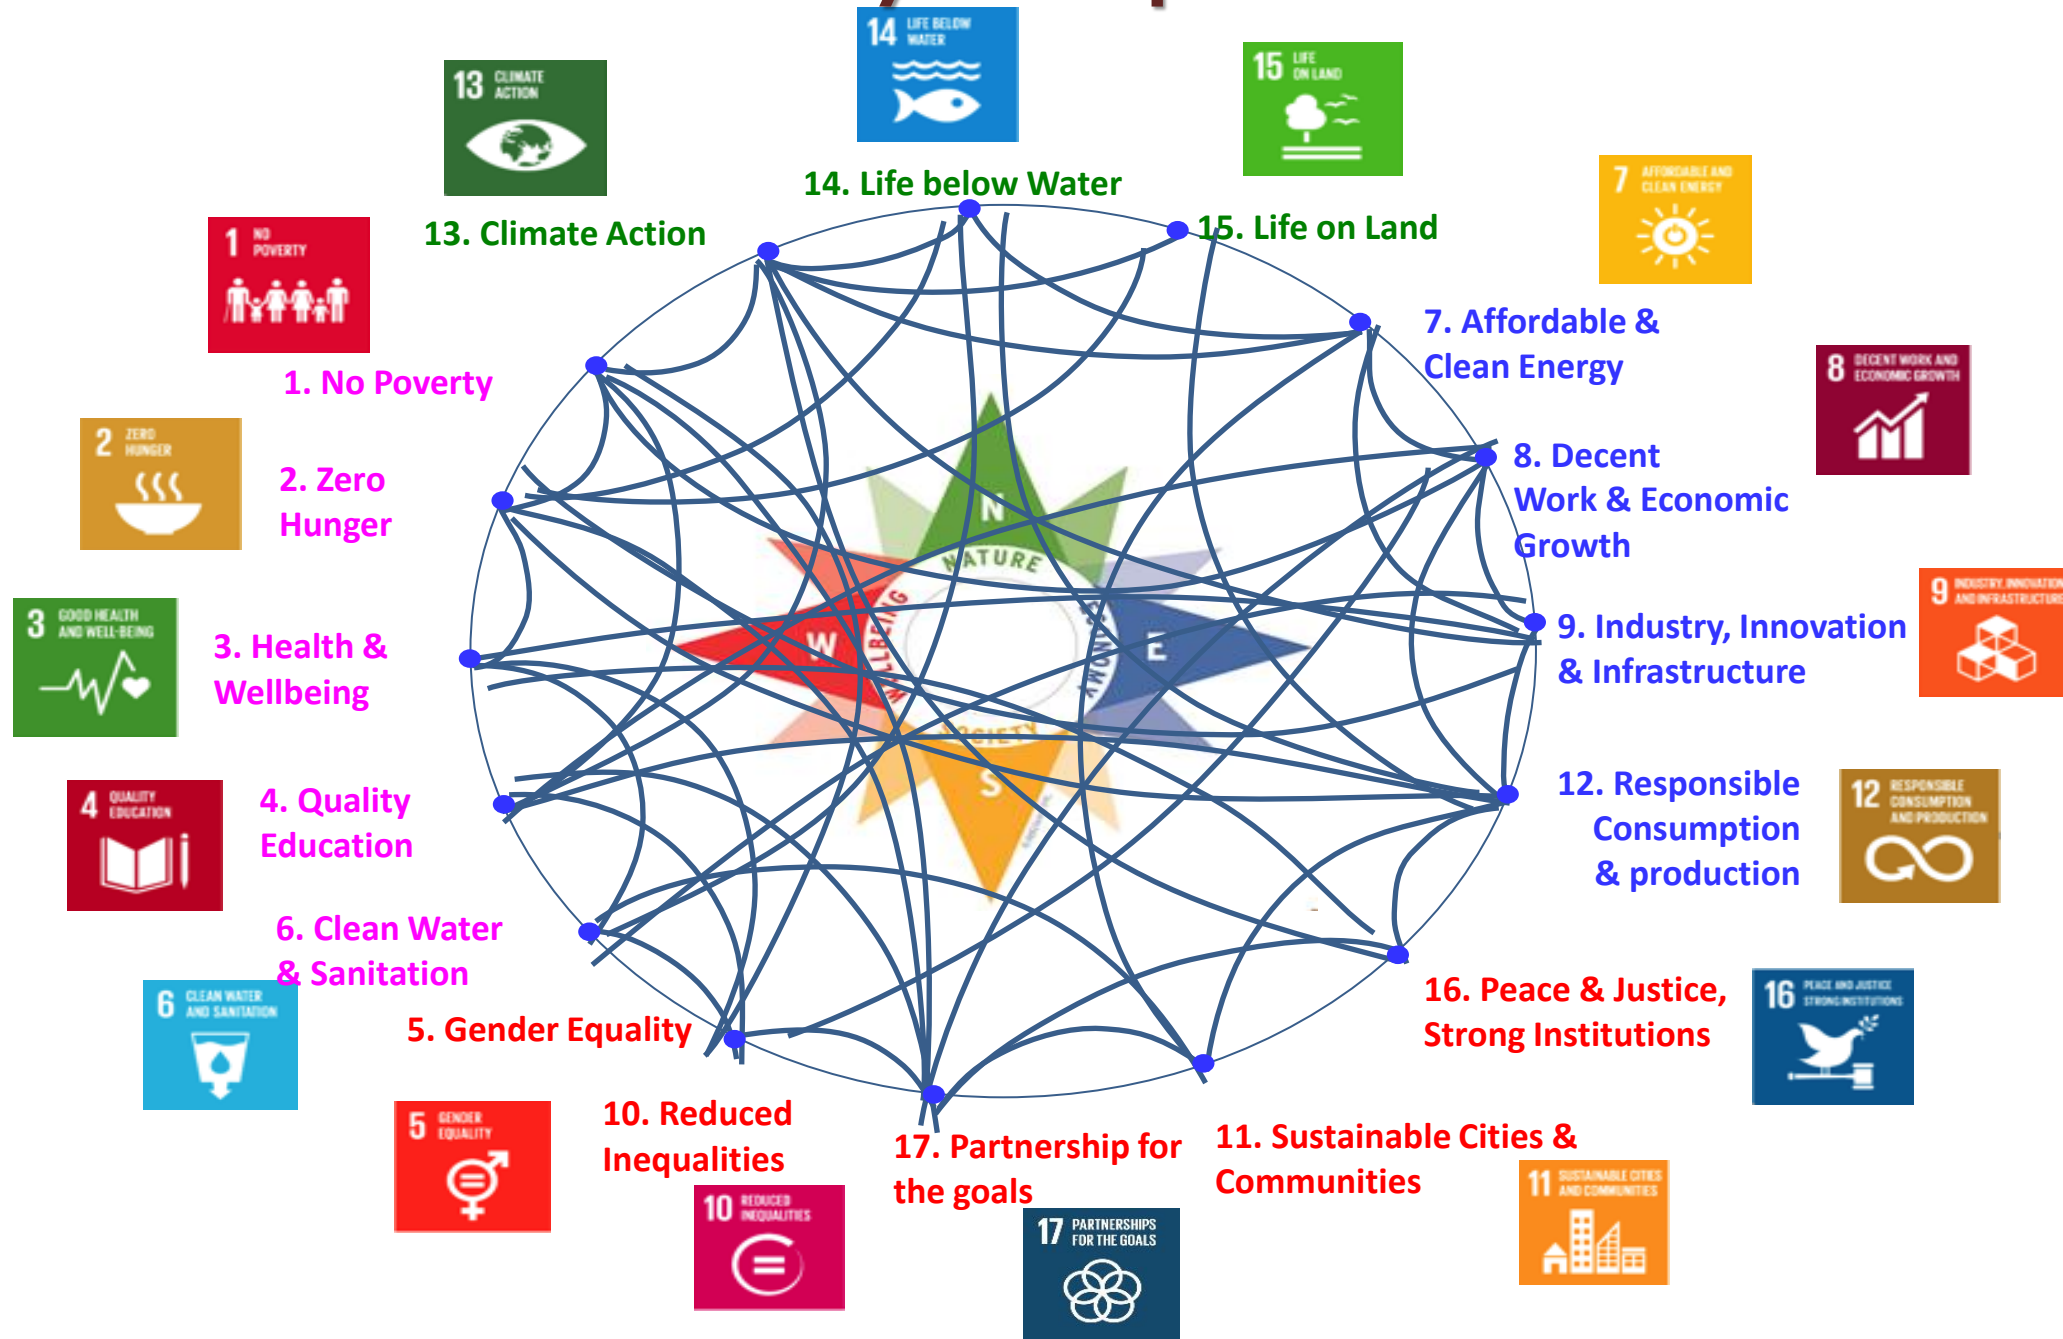 14 LIFE BELOW
WATER
15 LIFE
ON LAND
13 CLIMATE
ACTION
14. Life below Water
15. Life on Land
13. Climate Action
7 AFFORDABLE AND
CLEAN ENERGY
1 NO
POVERTY
7. Affordable &
Clean Energy
1. No Poverty
8 DECENT WORK AND
ECONOMIC GROWTH
2 ZERO
HUNGER
2. Zero
Hunger
8. Decent
Work & Economic
Growth
N
NATURE
W
WELLBEING
E
ECONOMY
S
SOCIETY
3 GOOD HEALTH
AND WELL-BEING
3. Health &
Wellbeing
9 INDUSTRY, INNOVATION
AND INFRASTRUCTURE
9. Industry, Innovation
& Infrastructure
4 QUALITY
EDUCATION
4. Quality
Education
12. Responsible
Consumption
& production
12 RESPONSIBLE
CONSUMPTION
AND PRODUCTION
6. Clean Water
& Sanitation
6 CLEAN WATER
AND SANITATION
16. Peace & Justice,
Strong Institutions
16 PEACE AND JUSTICE
STRONG INSTITUTIONS
5. Gender Equality
5 GENDER
EQUALITY
10. Reduced
Inequalities
10 REDUCED
INEQUALITIES
17. Partnership for
the goals
17 PARTNERSHIPS
FOR THE GOALS
11. Sustainable Cities &
Communities
11 SUSTAINABLE CITIES
AND COMMUNITIES